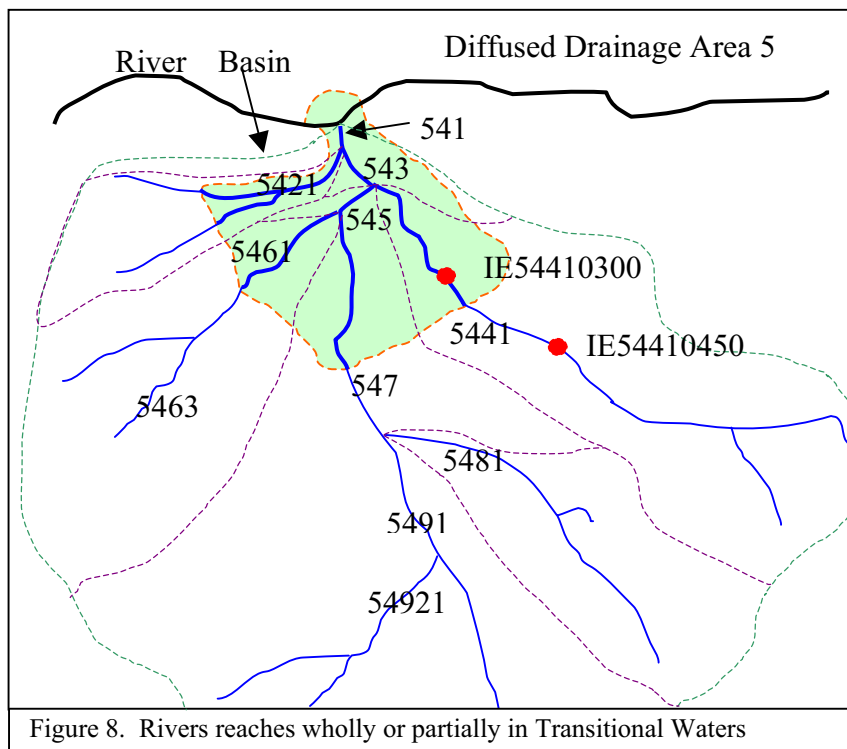 River Basin Diffused Drainage Area 5
541
543
5421
545
5461
IE54410300
5441
IE54410450
547
5463
5481
5491
54921
Figure 8. Rivers reaches wholly or partially in Transitional Waters